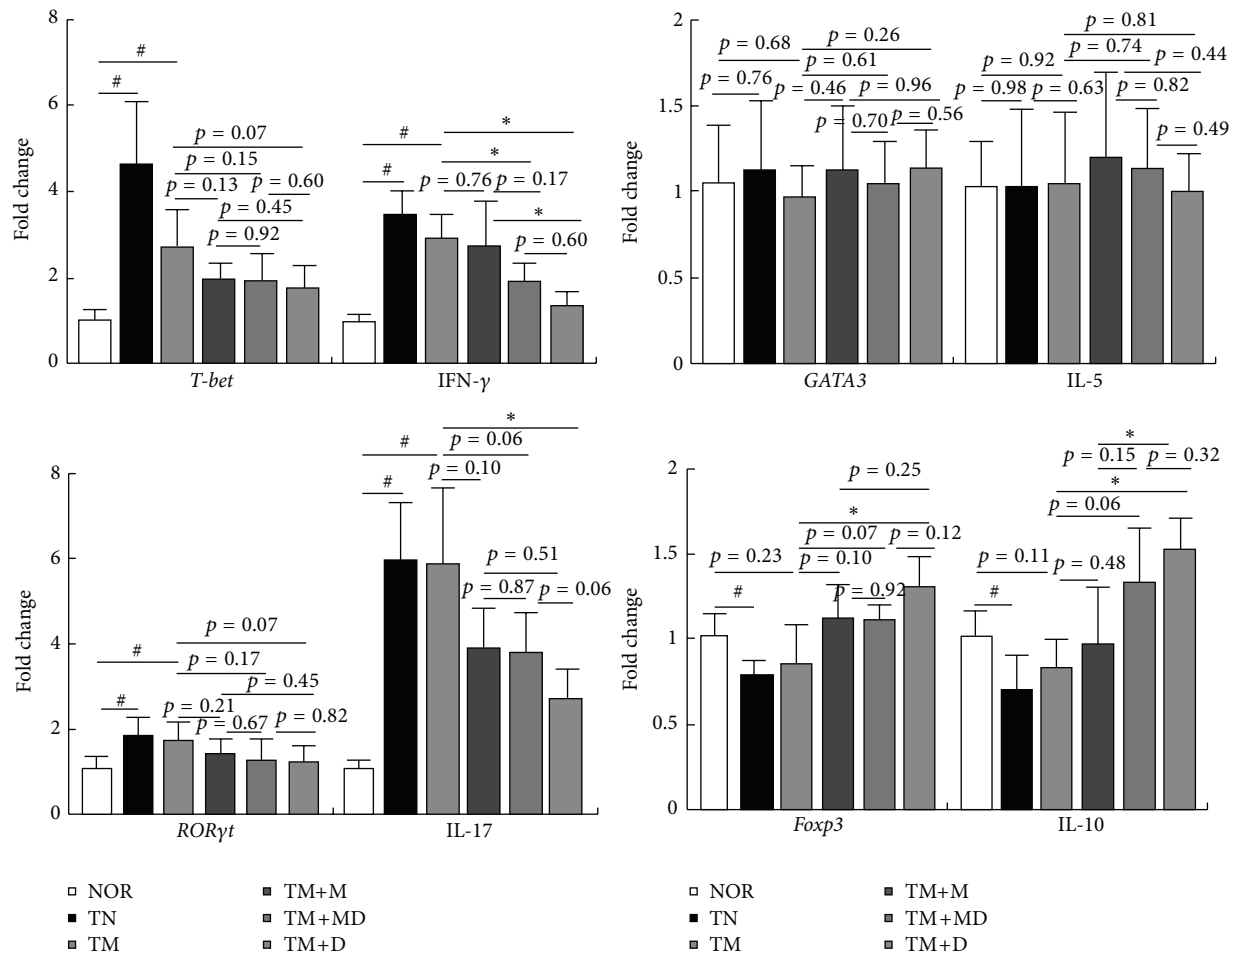 Fold change
8
6
4
2
0
#
#
p = 0.07
p = 0.15
p = 0.13
p = 0.60
p = 0.45
p = 0.92
*
#
*
#
p = 0.76
p = 0.17
*
p = 0.60
T-bet
IFN-γ
Fold change
2
1.5
1
0.5
0
p = 0.26
p = 0.68
p = 0.61
p = 0.76
p = 0.46
p = 0.96
p = 0.70
p = 0.56
p = 0.81
p = 0.74
p = 0.92
p = 0.44
p = 0.98
p = 0.63
p = 0.82
p = 0.49
GATA3
IL-5
Fold change
8
6
4
2
0
p = 0.07
#
p = 0.17
p = 0.45
#
p = 0.21
p = 0.67
p = 0.82
*
#
p = 0.06
p = 0.10
#
p = 0.51
p = 0.87
p = 0.06
RORγt
IL-17
Fold change
2
1.5
1
0.5
0
p = 0.25
*
p = 0.07
p = 0.12
p = 0.23
p = 0.10
#
p = 0.92
*
p = 0.15
p = 0.32
*
p = 0.06
p = 0.11
p = 0.48
#
Foxp3
IL-10
NOR
TN
TM
TM+M
TM+MD
TM+D
NOR
TN
TM
TM+M
TM+MD
TM+D